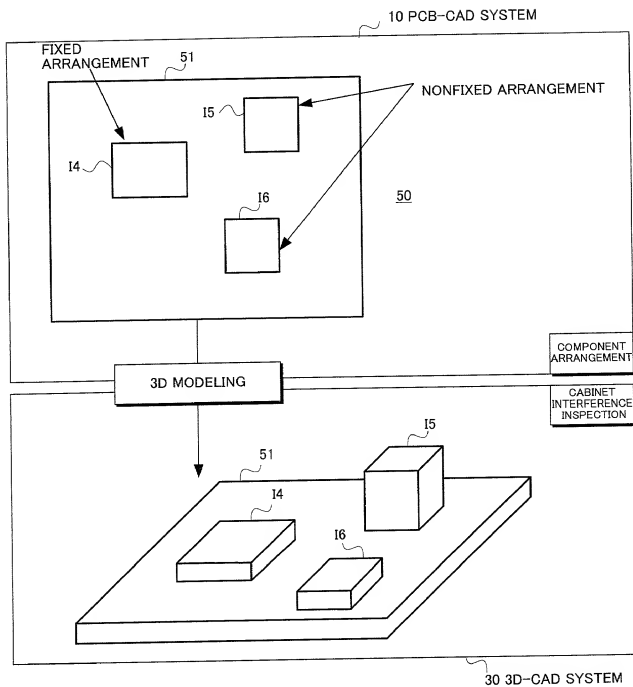 10 PCB-CAD SYSTEM
FIXED
ARRANGEMENT
51
I5
NONFIXED ARRANGEMENT
I4
I6
50
COMPONENT
ARRANGEMENT
3D MODELING
CABINET
INTERFERENCE
INSPECTION
I5
51
I4
I6
30 3D-CAD SYSTEM